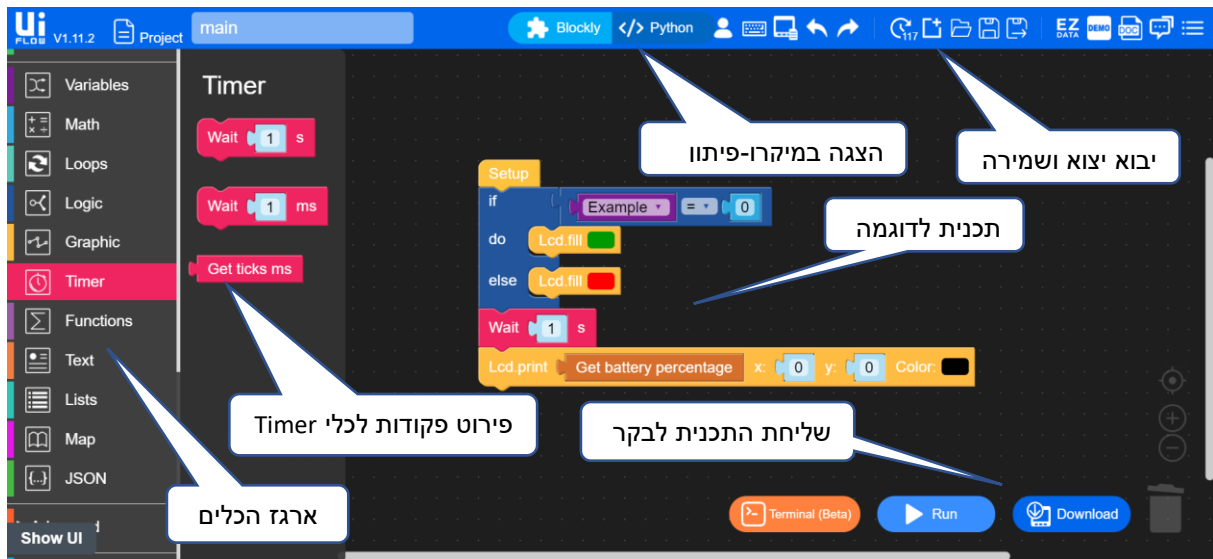 Ui
FLOW V1.11.2 Project main Blockly </> Python 117 EZ DATA DEMO DOC
Variables
Math
Loops
Logic
Graphic
Timer
Functions
Text
Lists
Map
{...} JSON
Show UI
Timer
Wait 1 s
Wait 1 ms
Get ticks ms
Setup
if Example = 0
do Lcd.fill
else Lcd.fill
Wait 1 s
Lcd.print Get battery percentage x: 0 y: 0 Color:
הצגה במיקרו-פיתון
יבוא יצוא ושמירה
תכנית לדוגמה
פירוט פקודות לכלי Timer
שליחת התכנית לבקר
ארגז הכלים
Terminal (Beta) Run Download